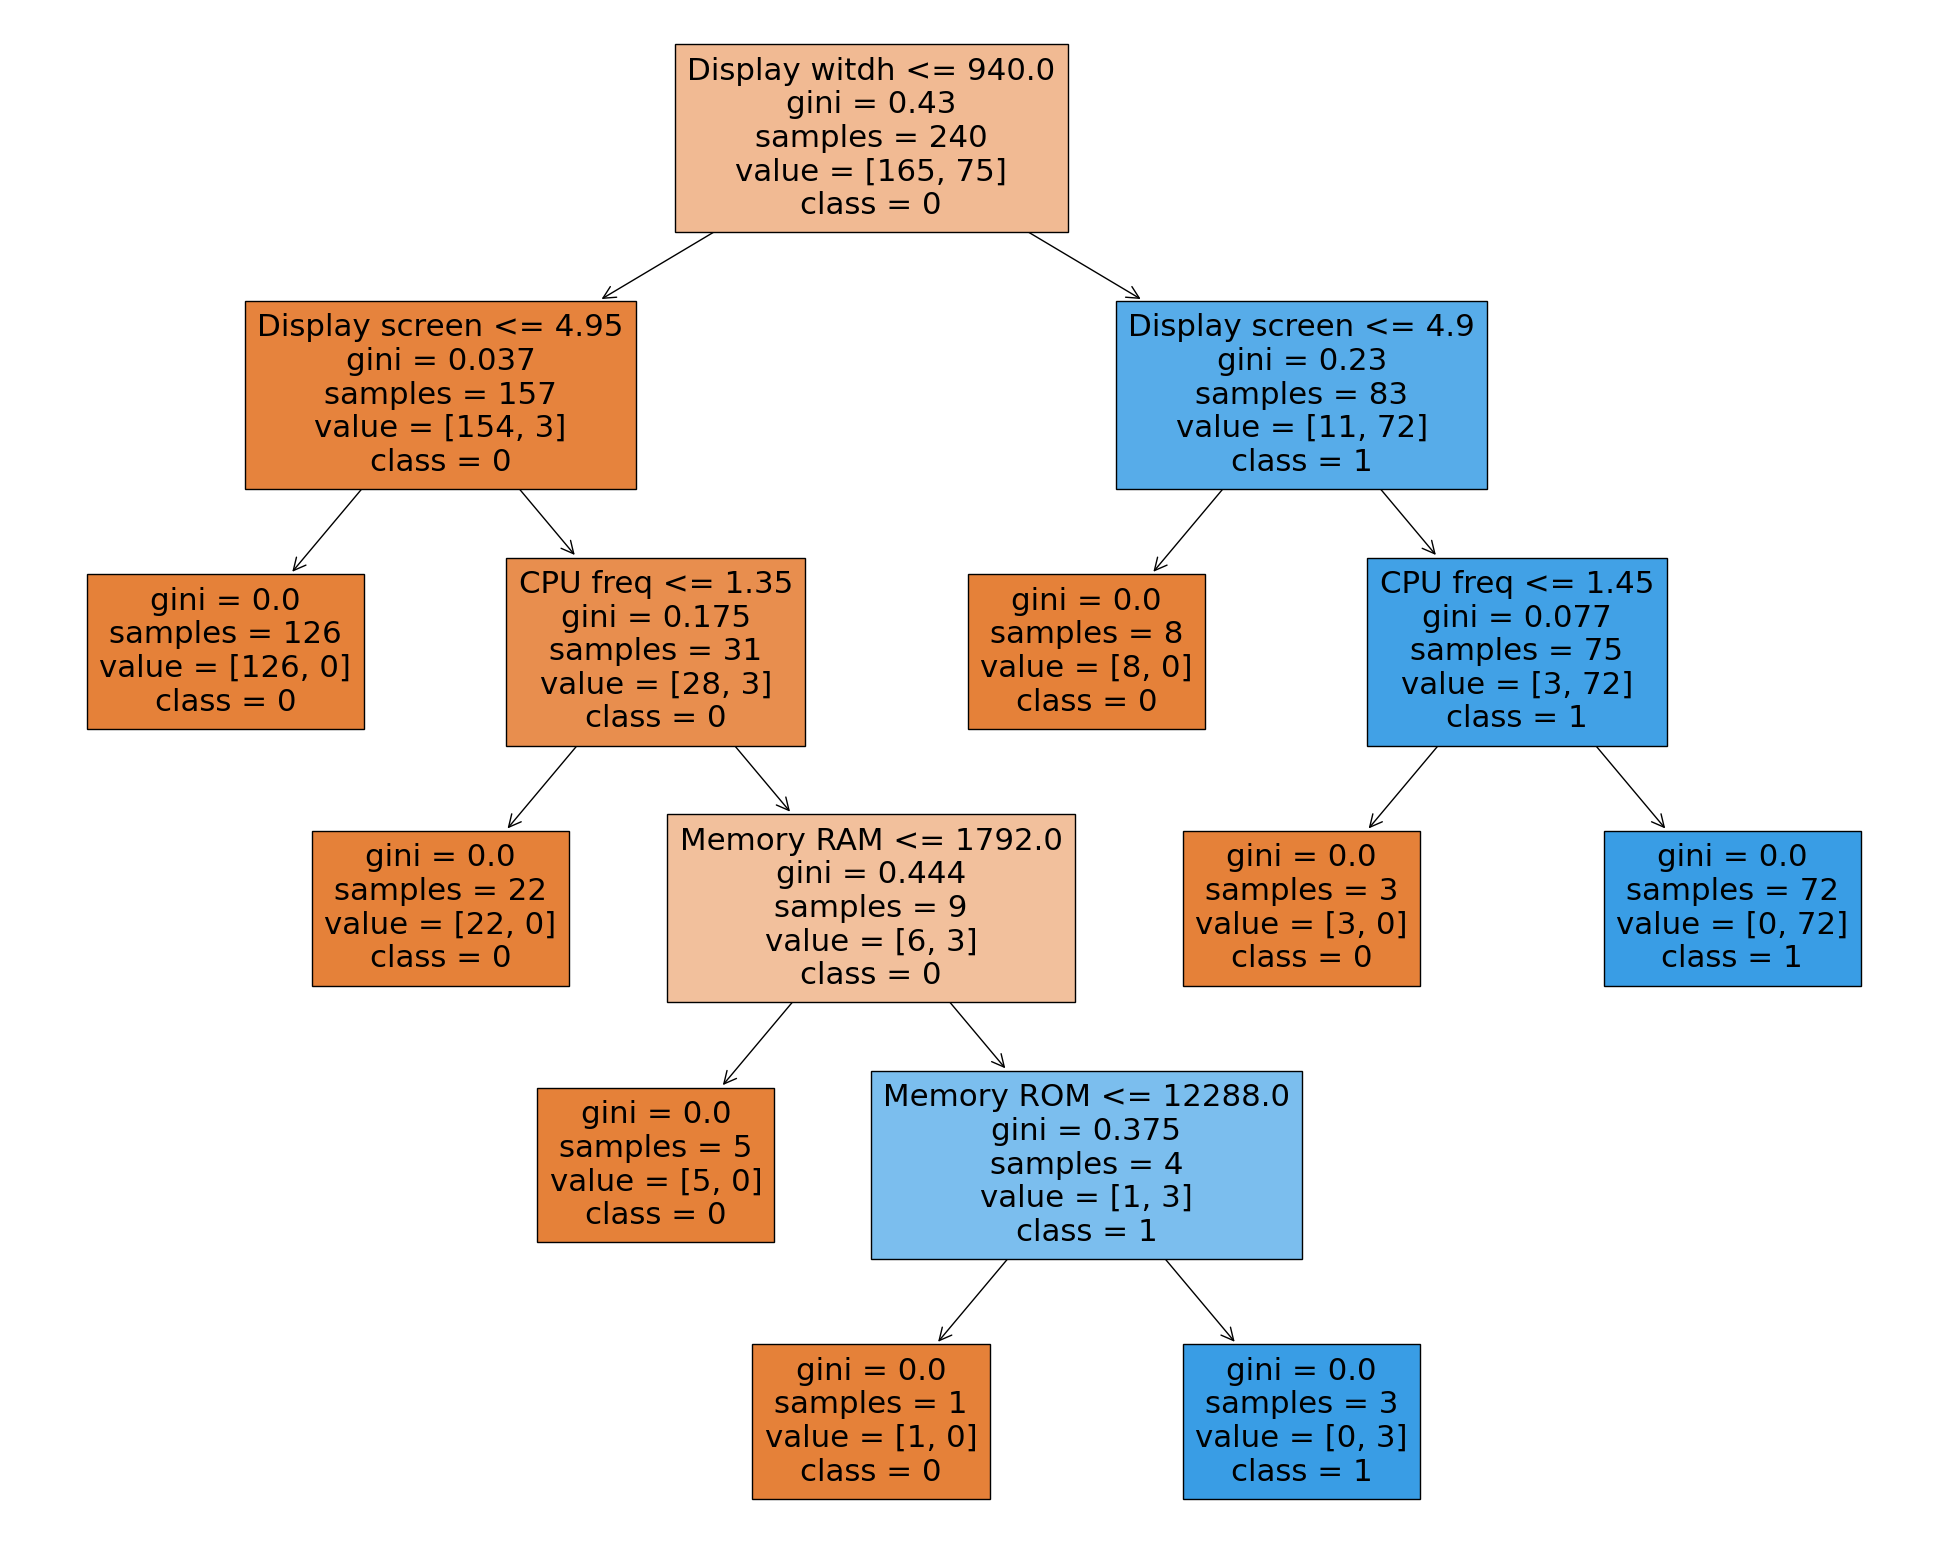 Display witdh <= 940.0
gini = 0.43
samples = 240
value = [165, 75]
class = 0
Display screen <= 4.95
gini = 0.037
samples = 157
value = [154, 3]
class = 0
Display screen <= 4.9
gini = 0.23
samples = 83
value = [11, 72]
class = 1
gini = 0.0
samples = 126
value = [126, 0]
class = 0
CPU freq <= 1.35
gini = 0.175
samples = 31
value = [28, 3]
class = 0
gini = 0.0
samples = 8
value = [8, 0]
class = 0
CPU freq <= 1.45
gini = 0.077
samples = 75
value = [3, 72]
class = 1
gini = 0.0
samples = 22
value = [22, 0]
class = 0
Memory RAM <= 1792.0
gini = 0.444
samples = 9
value = [6, 3]
class = 0
gini = 0.0
samples = 3
value = [3, 0]
class = 0
gini = 0.0
samples = 72
value = [0, 72]
class = 1
gini = 0.0
samples = 5
value = [5, 0]
class = 0
Memory ROM <= 12288.0
gini = 0.375
samples = 4
value = [1, 3]
class = 1
gini = 0.0
samples = 1
value = [1, 0]
class = 0
gini = 0.0
samples = 3
value = [0, 3]
class = 1